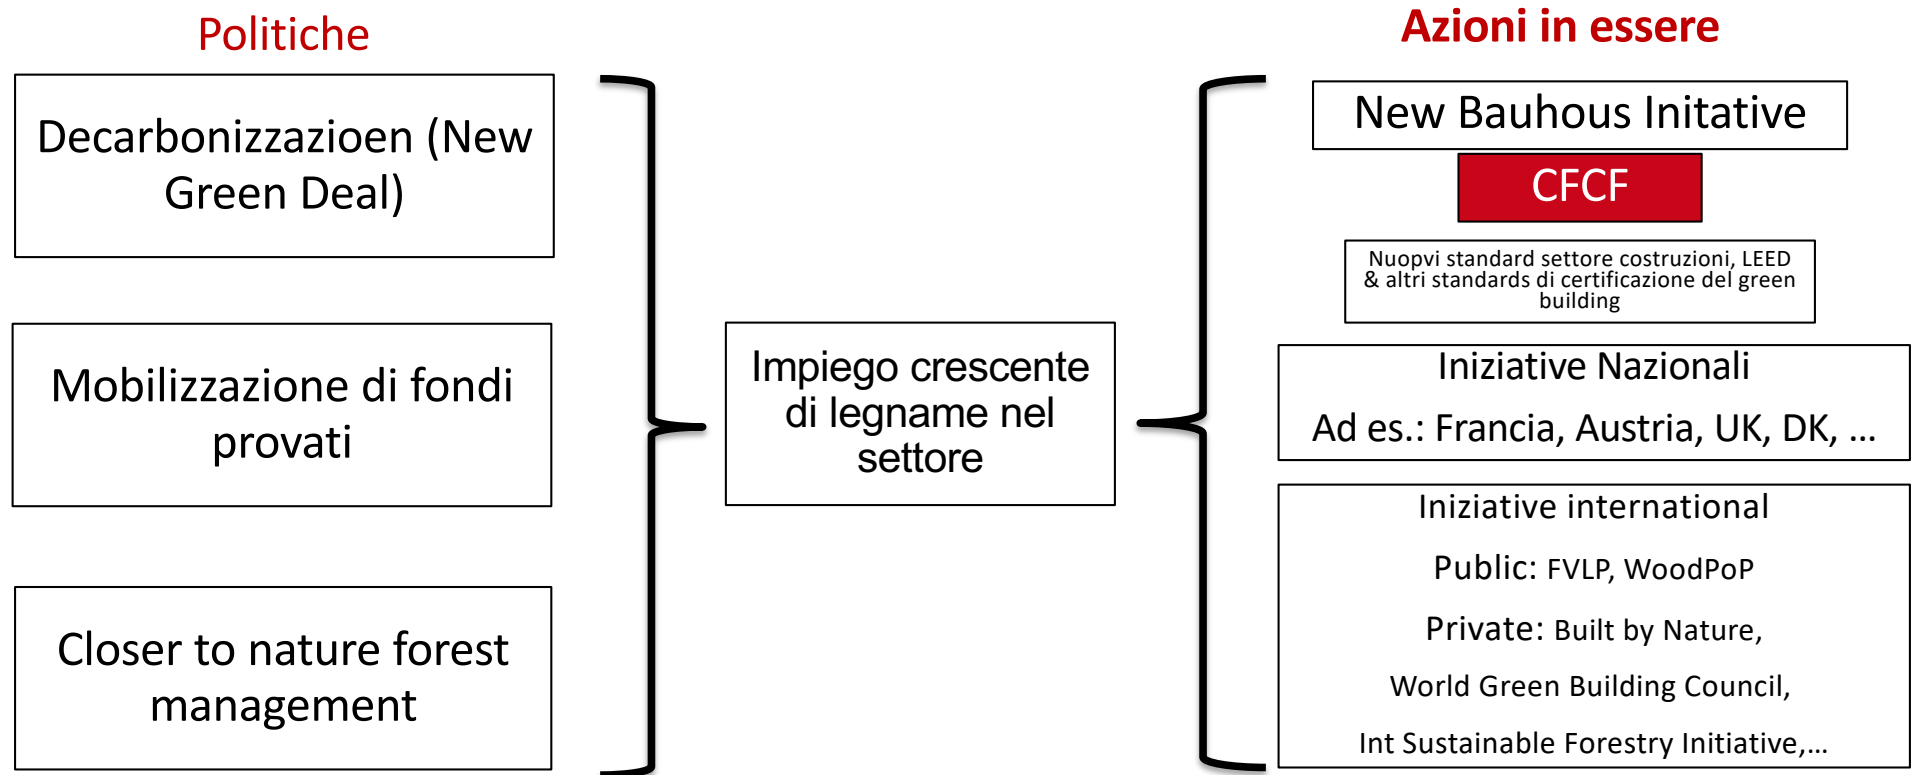 Politiche
Decarbonizzazioen (New
Green Deal)
Mobilizzazione di fondi
provati
Closer to nature forest
management
Impiego crescente
di legname nel
settore
Azioni in essere
New Bauhous Initative
CFCF
Nuopvi standard settore costruzioni, LEED
& altri standards di certificazione del green
building
Iniziative Nazionali
Ad es.: Francia, Austria, UK, DK, ...
Iniziative international
Public: FVLP, WoodPoP
Private: Built by Nature,
World Green Building Council,
Int Sustainable Forestry Initiative,...